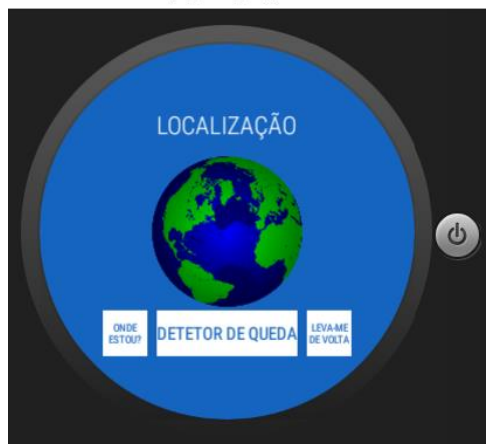 LOCALIZAÇÃO
ONDE
ESTOU?
DETETOR DE QUEDA
LEVA-ME
DE VOLTA